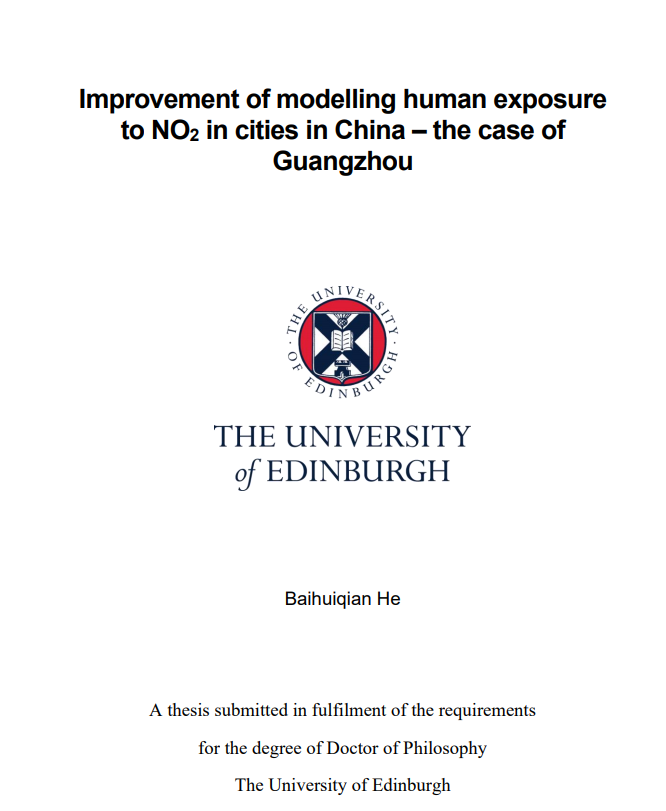 Improvement of modelling human exposure
to NO₂ in cities in China – the case of
Guangzhou
THE UNIVERSITY
OF EDINBURGH
THE UNIVERSITY
of EDINBURGH
Baihuiqian He
A thesis submitted in fulfilment of the requirements
for the degree of Doctor of Philosophy
The University of Edinburgh